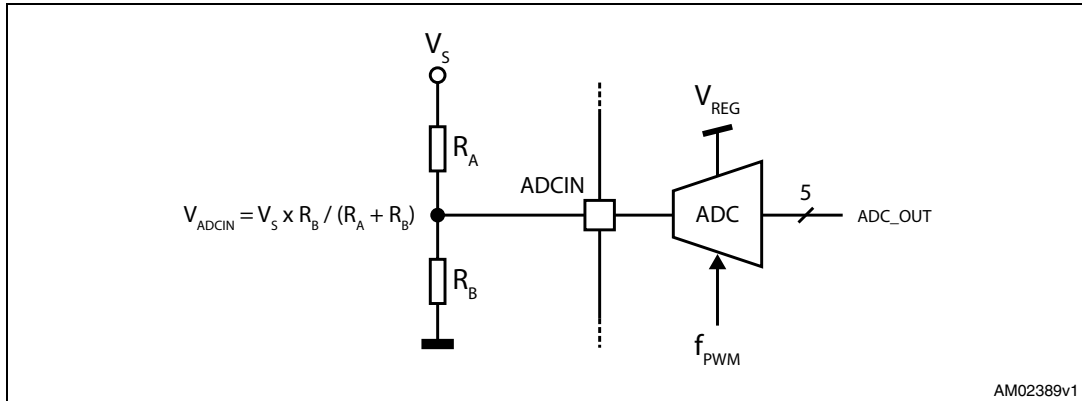 V_S
R_A
V_REG
ADCIN
5
V_ADCIN = V_S x R_B / (R_A + R_B)
ADC
ADC_OUT
R_B
f_PWM
AM02389v1